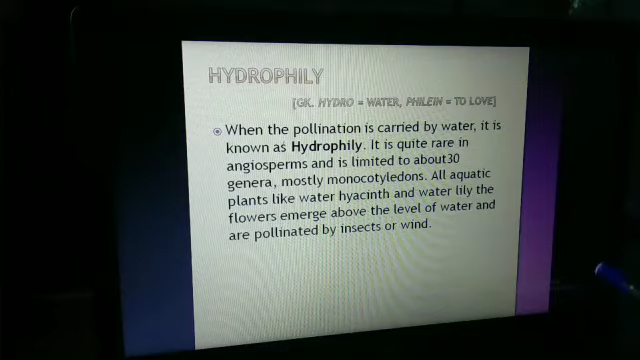 HYDROPHILY
[GK. HYDRO = WATER, PHILEIN = TO LOVE]
When the pollination is carried by water, it is
known as Hydrophily. It is quite rare in
angiosperms and is limited to about30
genera, mostly monocotyledons. All aquatic
plants like water hyacinth and water lily the
flowers emerge above the level of water and
are pollinated by insects or wind.